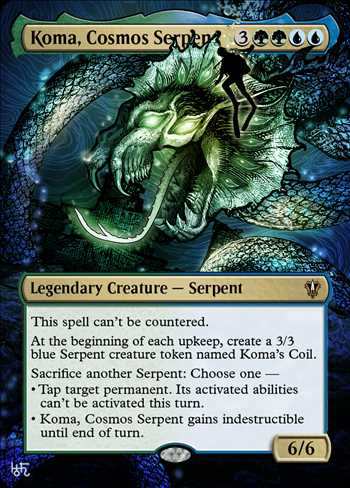 Koma, Cosmos Serpent 3
Legendary Creature — Serpent
This spell can't be countered.
At the beginning of each upkeep, create a 3/3
blue Serpent creature token named Koma's Coil.
Sacrifice another Serpent: Choose one —
• Tap target permanent. Its activated abilities
can't be activated this turn.
• Koma, Cosmos Serpent gains indestructible
until end of turn.
6/6